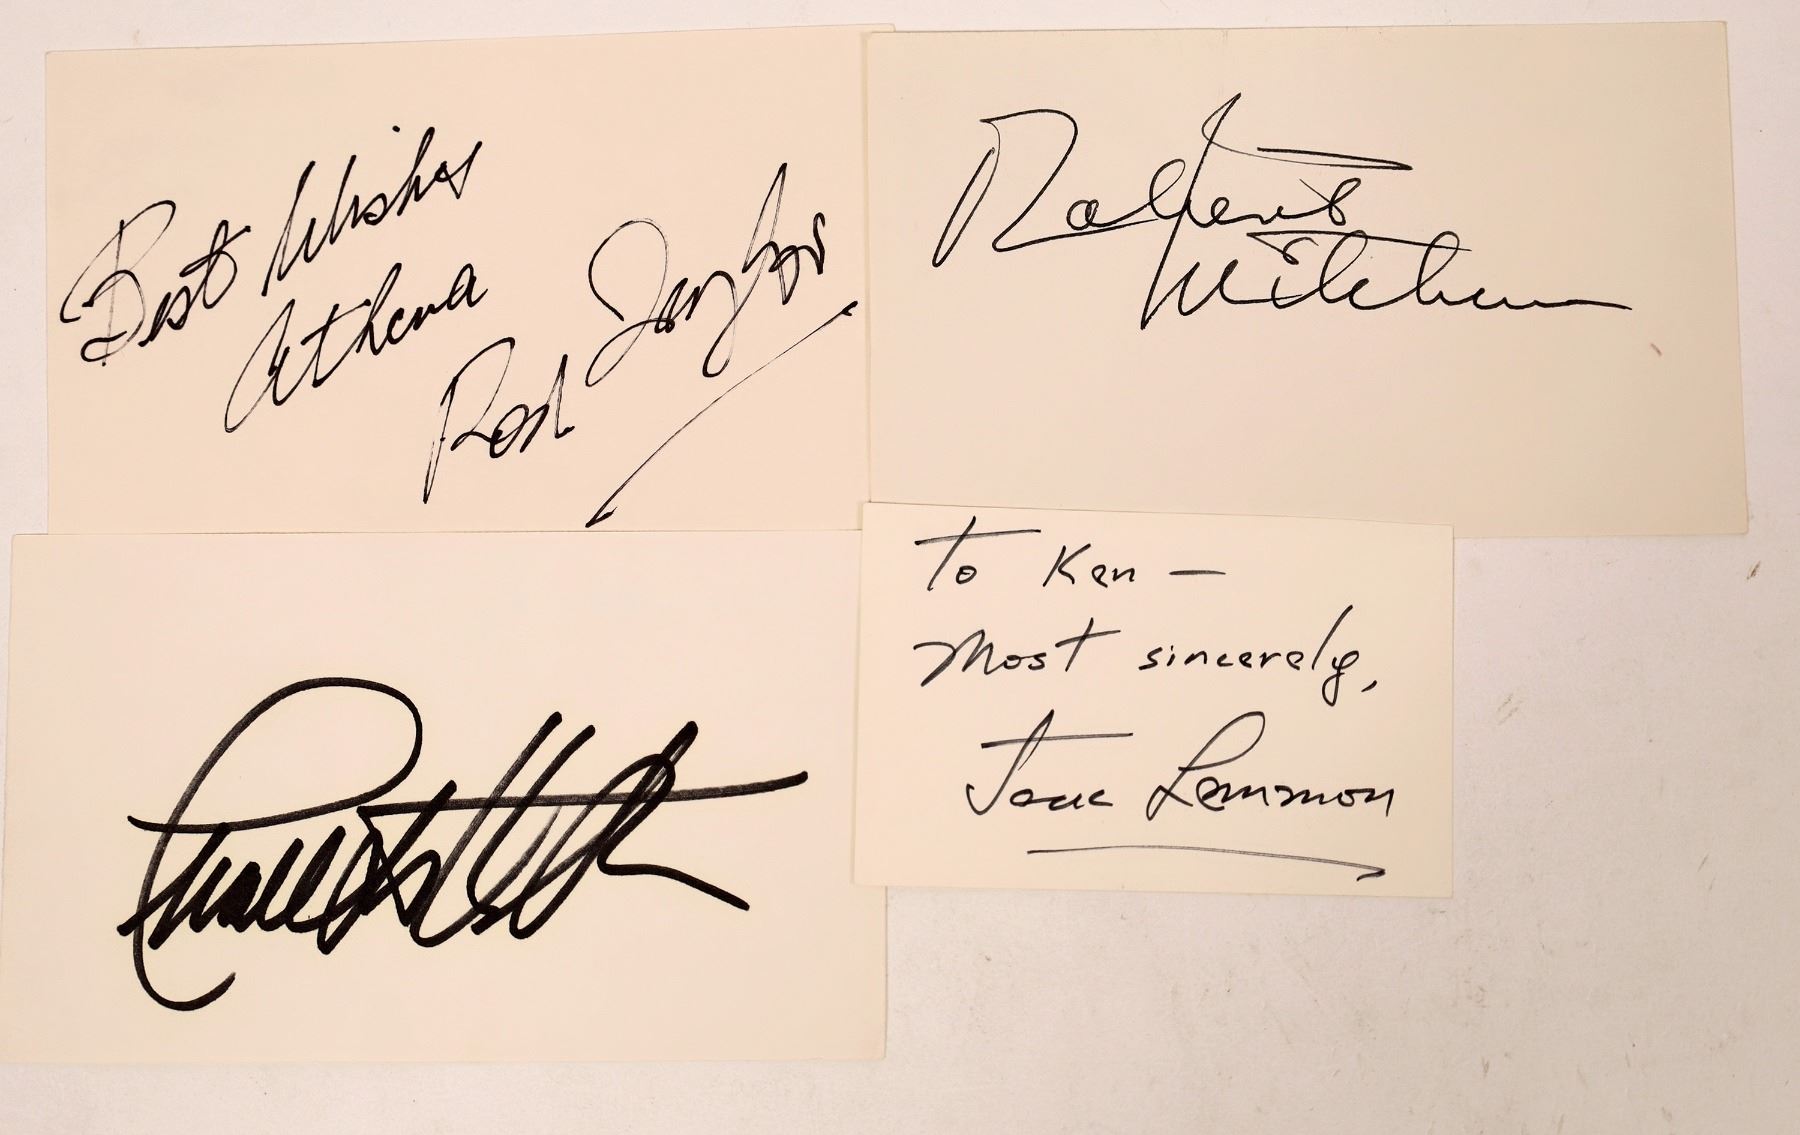 Best Wishes
Athena
Rod Taylor
Robert
Mitchum
To Ken —
Most sincerely,
Jack Lemmon